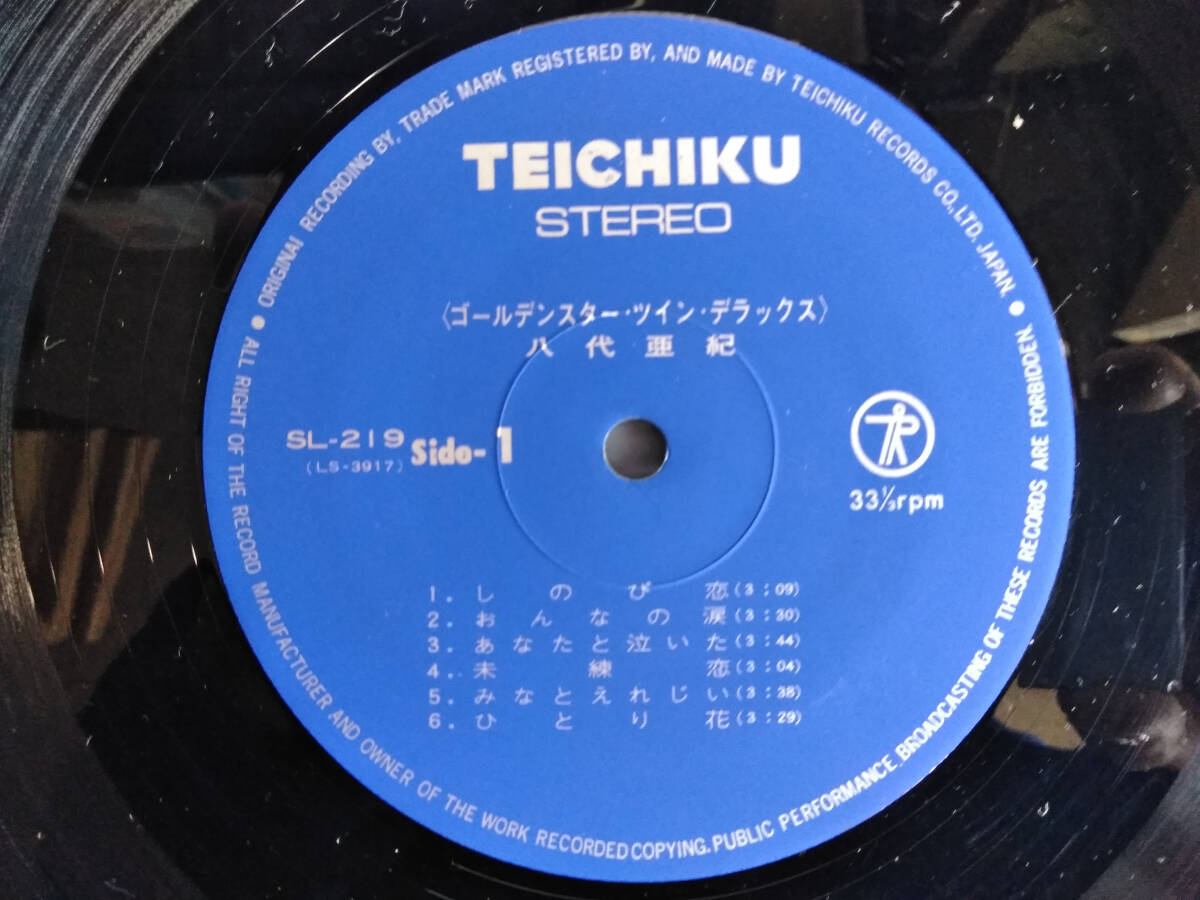 TEICHIKU
STEREO
〈ゴールデンスター・ツイン・デラックス〉
八代亜紀
SL-219
(LS-3917)
Sido-1
33⅓rpm
1. しのび恋(3:09)
2. おんなの涙(3:30)
3. あなたと泣いた(3:44)
4. 未練恋(3:04)
5. みなとえれじい(3:38)
6. ひとり花(3:29)
● ORIGINAl RECORDING BY, TRADE MARK REGISTERED BY, AND MADE BY TEICHIKU RECORDS CO., LTD. JAPAN. ●
ALL RIGHT OF THE RECORD MANUFACTURER AND OWNER OF THE WORK RECORDED COPYING. PUBLIC PERFORMANCE. BROADCASTING OF THESE RECORDS ARE FORBIDDEN